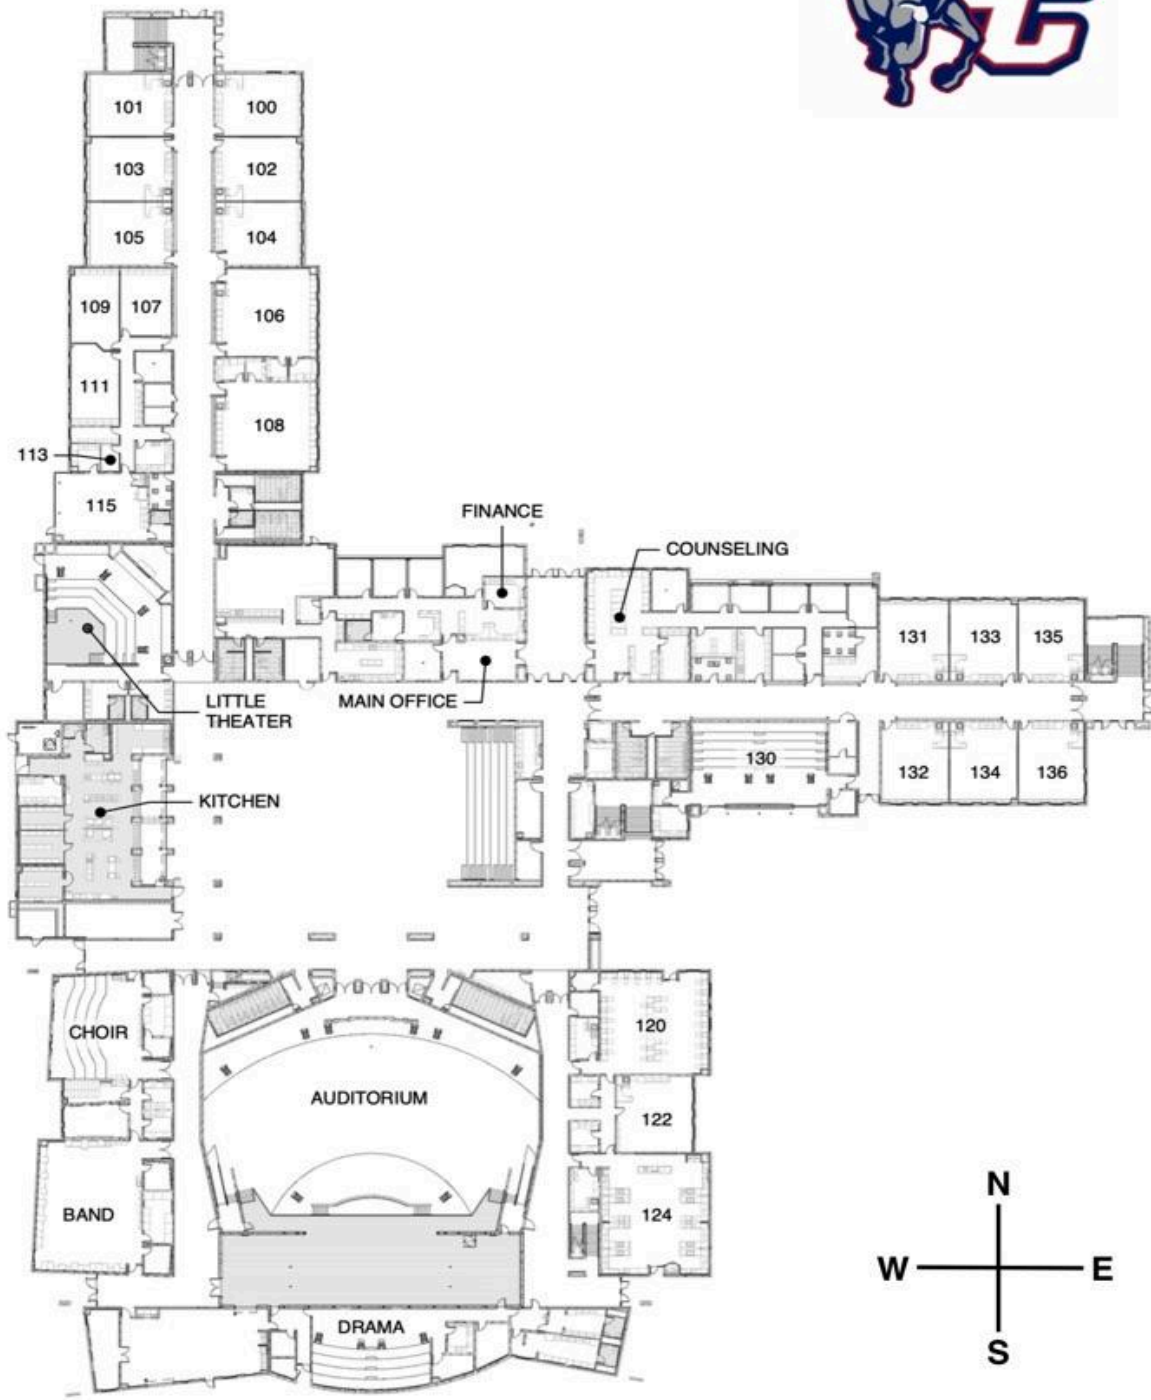 C
101
100
103
102
105
104
109
107
106
111
108
113
115
FINANCE
COUNSELING
131
133
135
LITTLE
THEATER
MAIN OFFICE
130
132
134
136
KITCHEN
CHOIR
120
AUDITORIUM
122
BAND
124
DRAMA
N
W
E
S